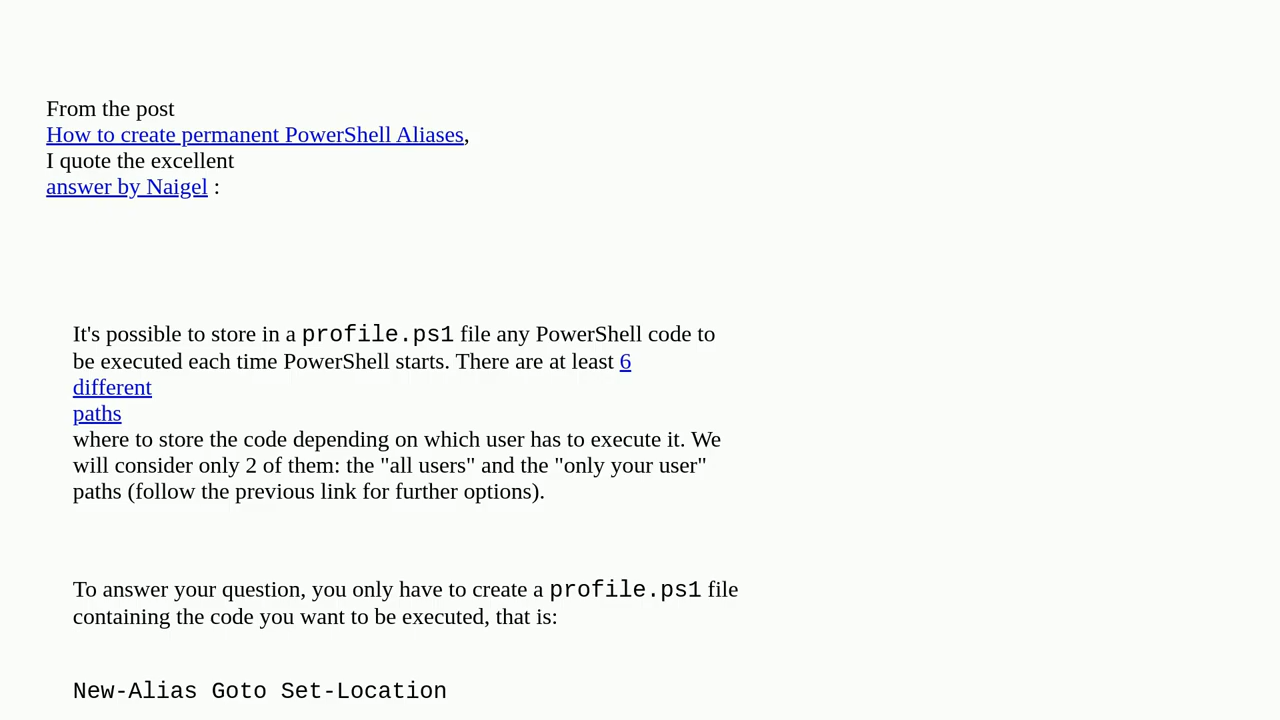 From the post
How to create permanent PowerShell Aliases,
I quote the excellent
answer by Naigel :
It's possible to store in a profile.ps1 file any PowerShell code to
be executed each time PowerShell starts. There are at least 6
different
paths
where to store the code depending on which user has to execute it. We
will consider only 2 of them: the "all users" and the "only your user"
paths (follow the previous link for further options).
To answer your question, you only have to create a profile.ps1 file
containing the code you want to be executed, that is:
New-Alias Goto Set-Location